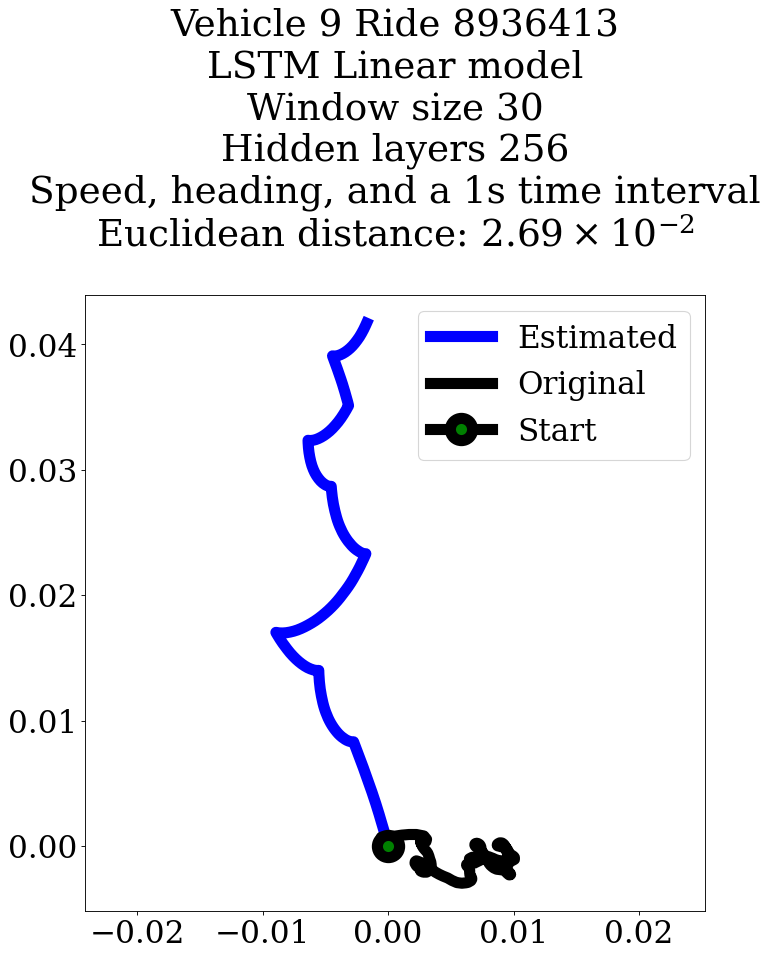 Vehicle 9 Ride 8936413
LSTM Linear model
Window size 30
Hidden layers 256
Speed, heading, and a 1s time interval
Euclidean distance: 2.69 × 10⁻²
Estimated
Original
Start
0.04
0.03
0.02
0.01
0.00
−0.02 −0.01 0.00 0.01 0.02